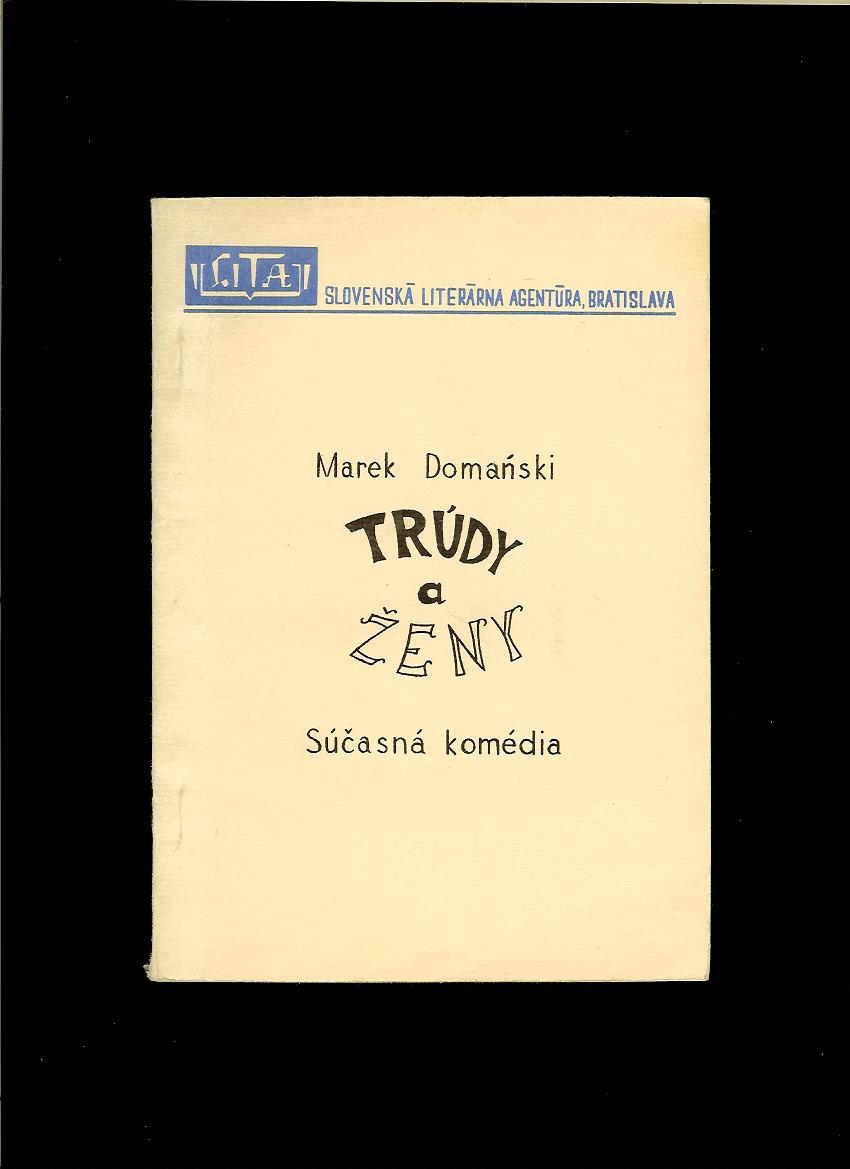 LITA
SLOVENSKÁ LITERÁRNA AGENTÚRA, BRATISLAVA
Marek Domański
TRÚDY
a
ŽENY
Súčasná komédia